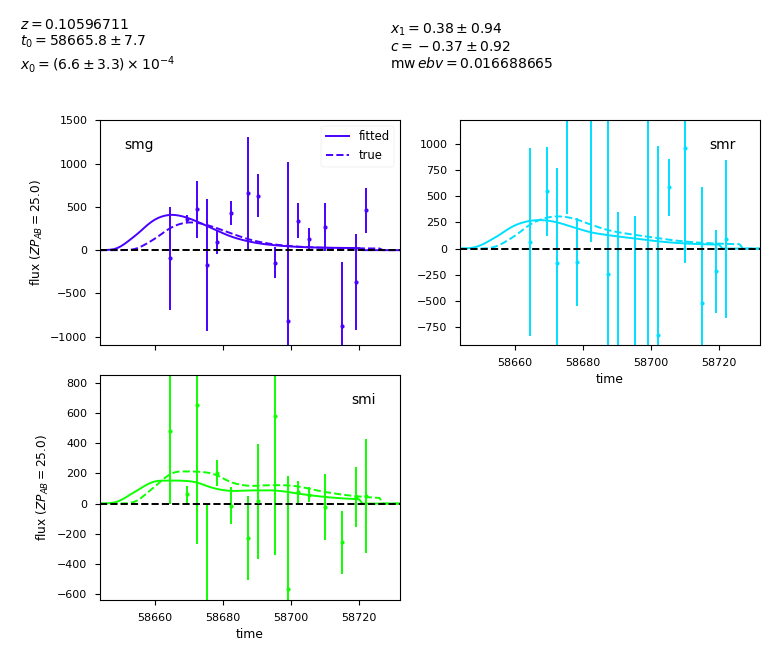 z = 0.10596711
t₀ = 58665.8 ± 7.7
x₀ = (6.6 ± 3.3) × 10⁻⁴
x₁ = 0.38 ± 0.94
c = −0.37 ± 0.92
mw ebv = 0.016688665
1500
1000
500
0
−500
−1000
flux (ZP_AB = 25.0)
smg
fitted
true
1000
750
500
250
0
−250
−500
−750
smr
58660 58680 58700 58720
time
800
600
400
200
0
−200
−400
−600
flux (ZP_AB = 25.0)
smi
58660 58680 58700 58720
time